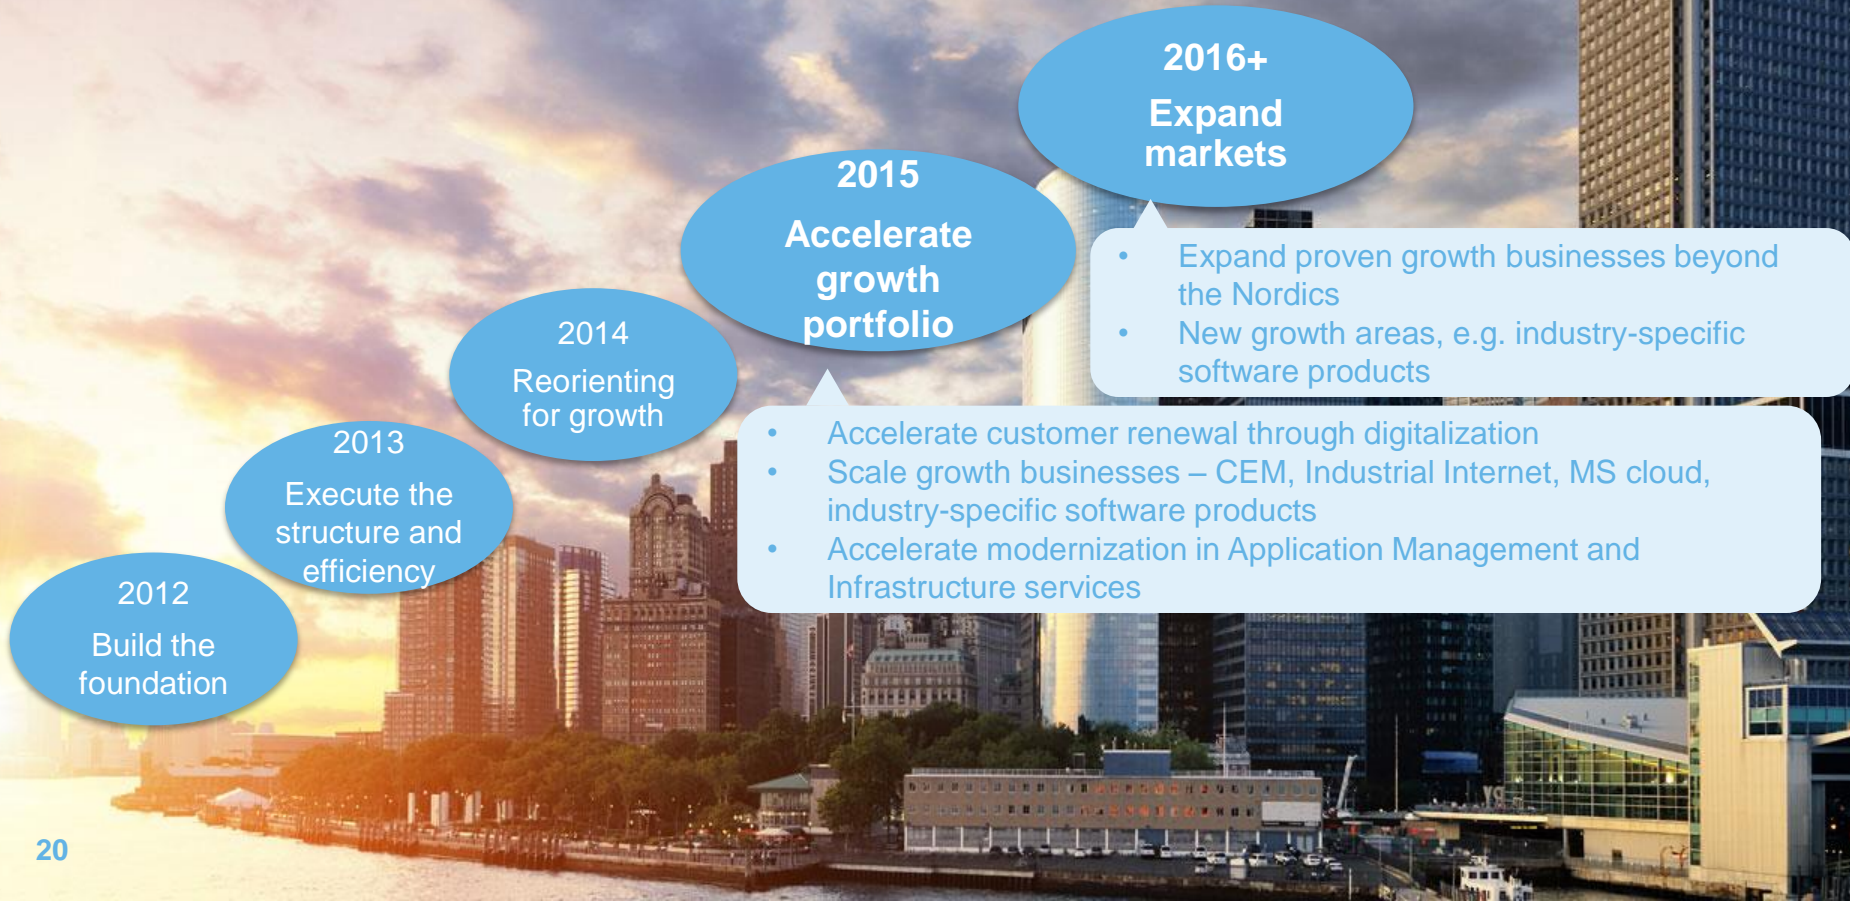 2016+
Expand
markets
2015
Accelerate
growth
portfolio
• Expand proven growth businesses beyond
the Nordics
• New growth areas, e.g. industry-specific
software products
2014
Reorienting
for growth
• Accelerate customer renewal through digitalization
• Scale growth businesses – CEM, Industrial Internet, MS cloud,
industry-specific software products
• Accelerate modernization in Application Management and
Infrastructure services
2013
Execute the
structure and
efficiency
2012
Build the
foundation
20